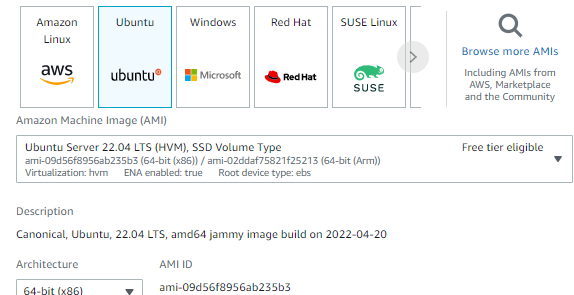 Amazon Linux
aws
Ubuntu
ubuntu
Windows
Microsoft
Red Hat
Red Hat
SUSE Linux
SUSE
Browse more AMIs
Including AMIs from
AWS, Marketplace
and the Community
Amazon Machine Image (AMI)
Ubuntu Server 22.04 LTS (HVM), SSD Volume Type
Free tier eligible
ami-09d56f8956ab235b3 (64-bit (x86)) / ami-02ddaf75821f25213 (64-bit (Arm))
Virtualization: hvm ENA enabled: true Root device type: ebs
Description
Canonical, Ubuntu, 22.04 LTS, amd64 jammy image build on 2022-04-20
Architecture
AMI ID
64-bit (x86)
ami-09d56f8956ab235b3